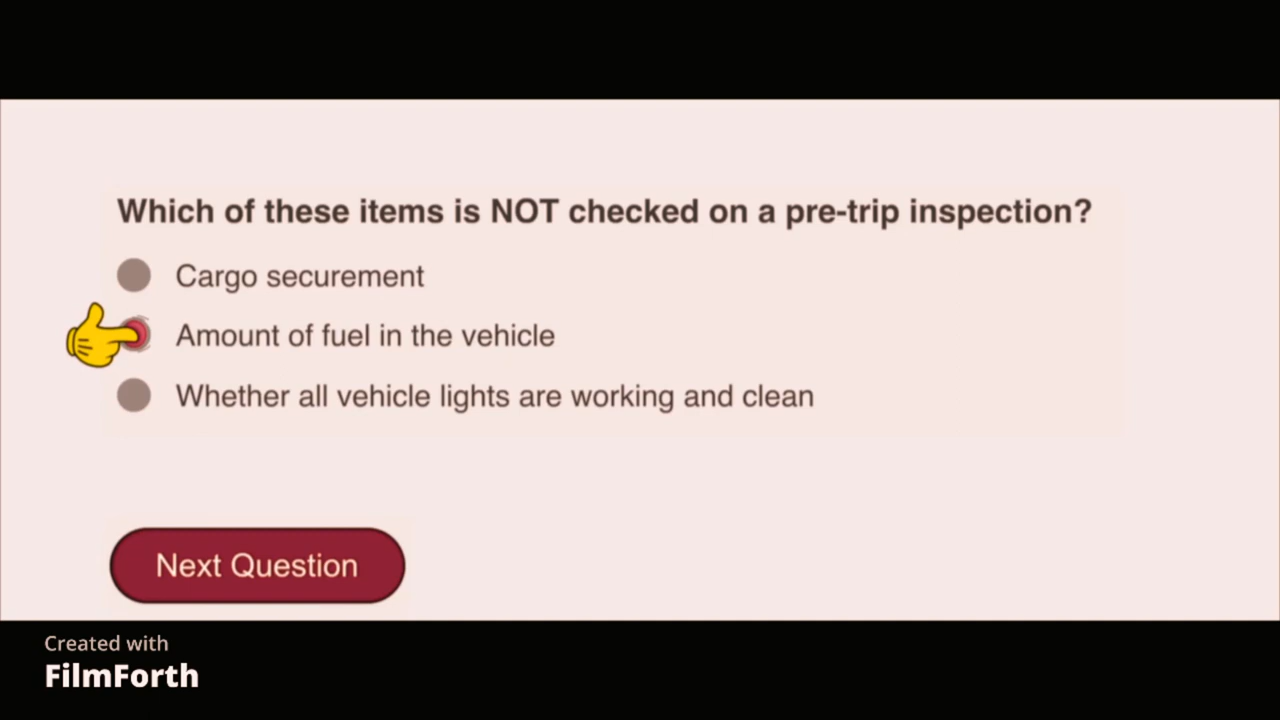 Which of these items is NOT checked on a pre-trip inspection?
Cargo securement
Amount of fuel in the vehicle
Whether all vehicle lights are working and clean
Next Question
Created with
FilmForth